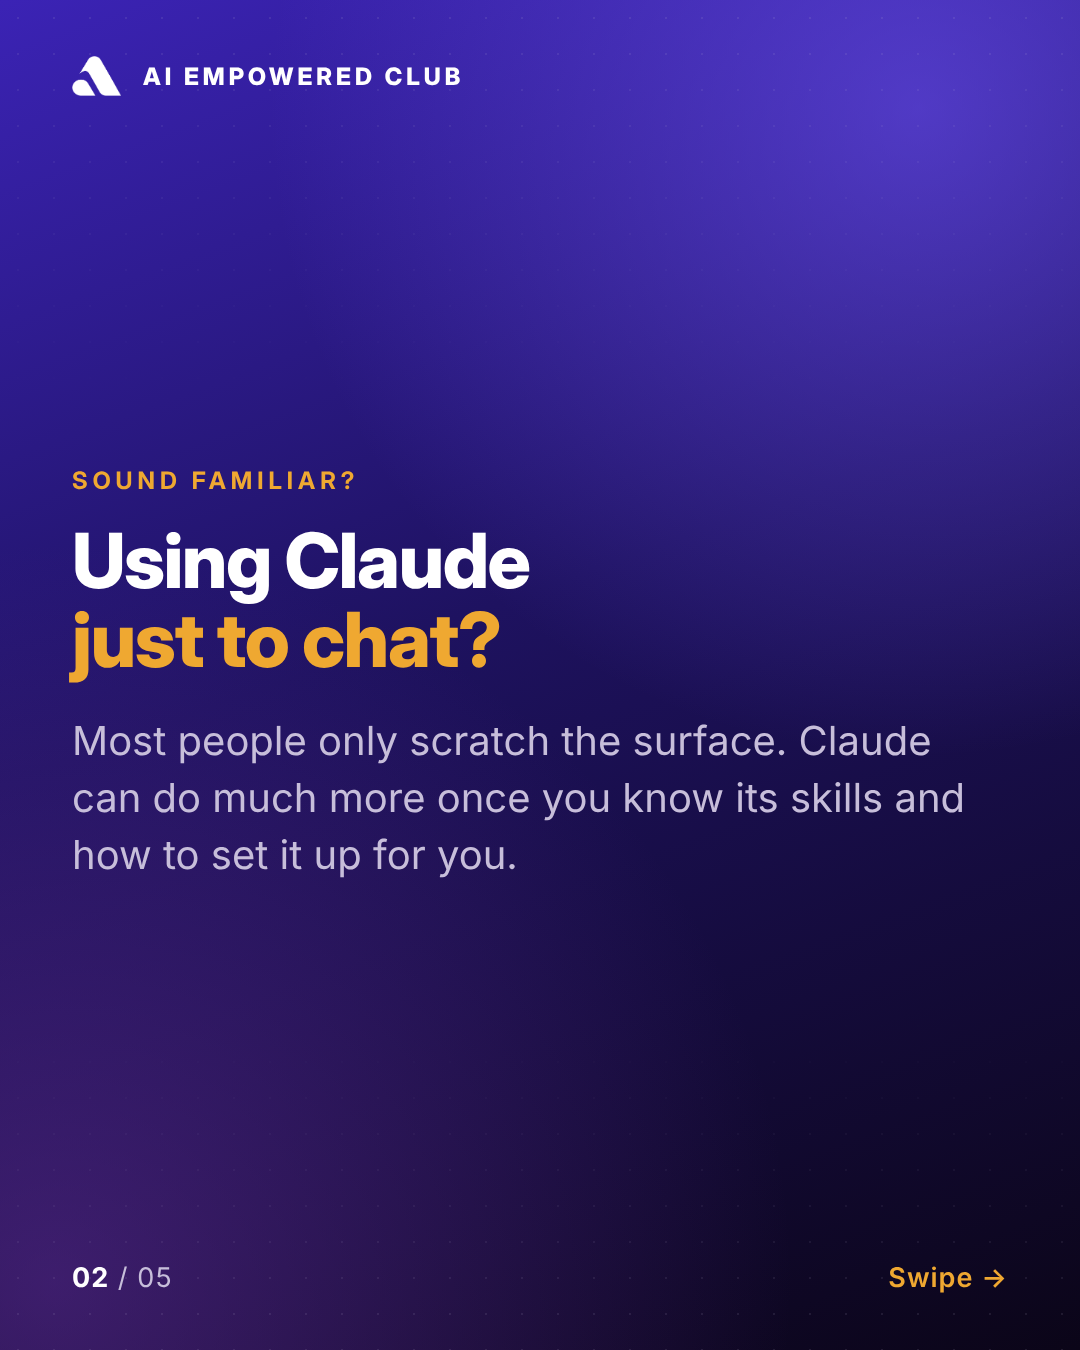 AI EMPOWERED CLUB
SOUND FAMILIAR?
Using Claude
just to chat?
Most people only scratch the surface. Claude
can do much more once you know its skills and
how to set it up for you.
02 / 05
Swipe →